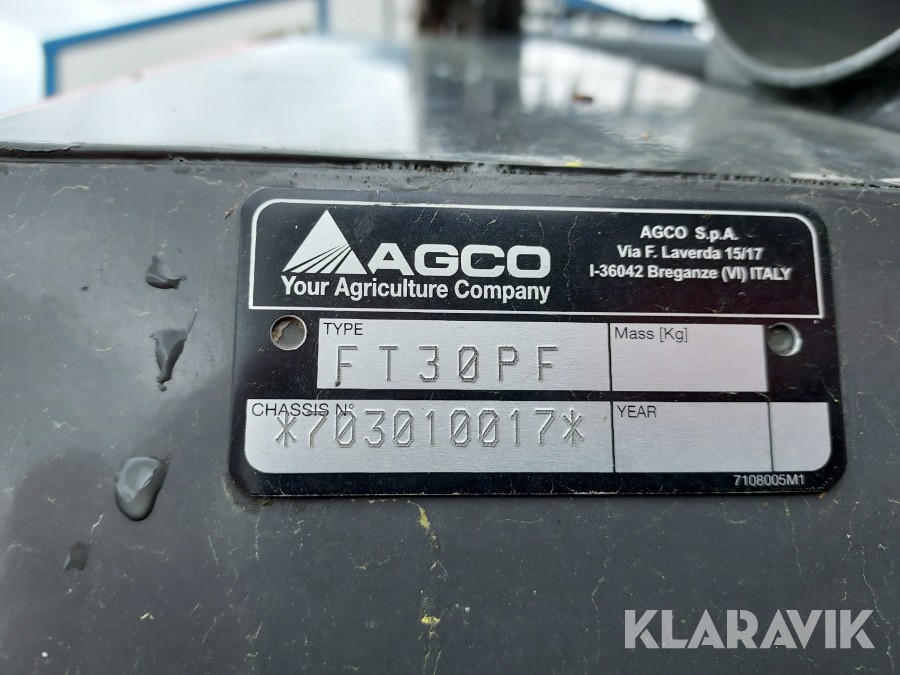 AGCO
Your Agriculture Company
AGCO S.p.A.
Via F. Laverda 15/17
I-36042 Breganze (VI) ITALY
TYPE
FT30PF
Mass [Kg]
CHASSIS N°
*703010017*
YEAR
7108005M1
KLARAVIK